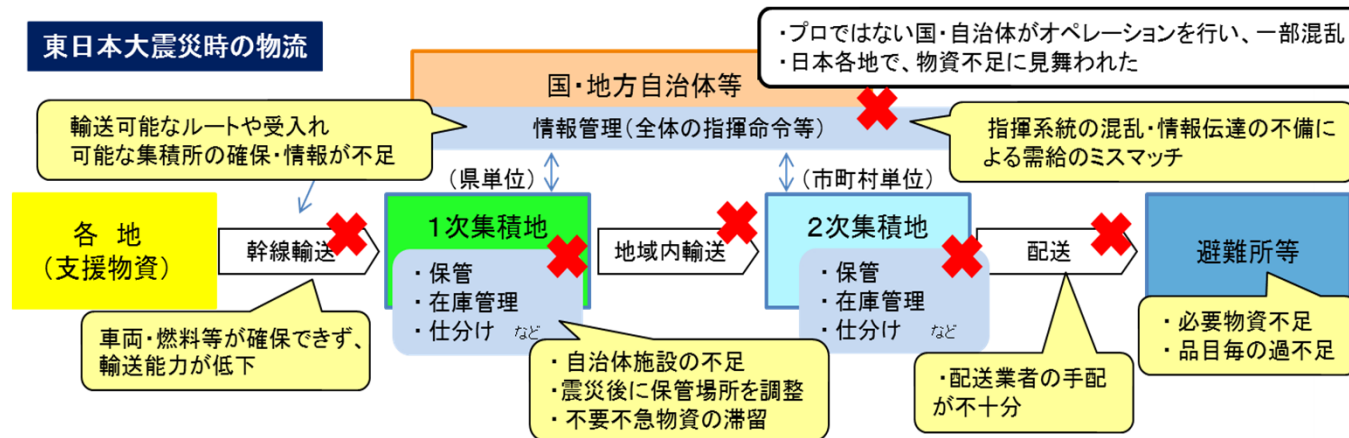 東日本大震災時の物流
・プロではない国・自治体がオペレーションを行い、一部混乱
・日本各地で、物資不足に見舞われた
国・地方自治体等
情報管理(全体の指揮命令等)
輸送可能なルートや受入れ
可能な集積所の確保・情報が不足
指揮系統の混乱・情報伝達の不備に
よる需給のミスマッチ
(県単位)
(市町村単位)
各 地
(支援物資)
幹線輸送
1次集積地
・保管
・在庫管理
・仕分け など
地域内輸送
2次集積地
・保管
・在庫管理
・仕分け など
配送
避難所等
車両・燃料等が確保できず、
輸送能力が低下
・自治体施設の不足
・震災後に保管場所を調整
・不要不急物資の滞留
・配送業者の手配
が不十分
・必要物資不足
・品目毎の過不足